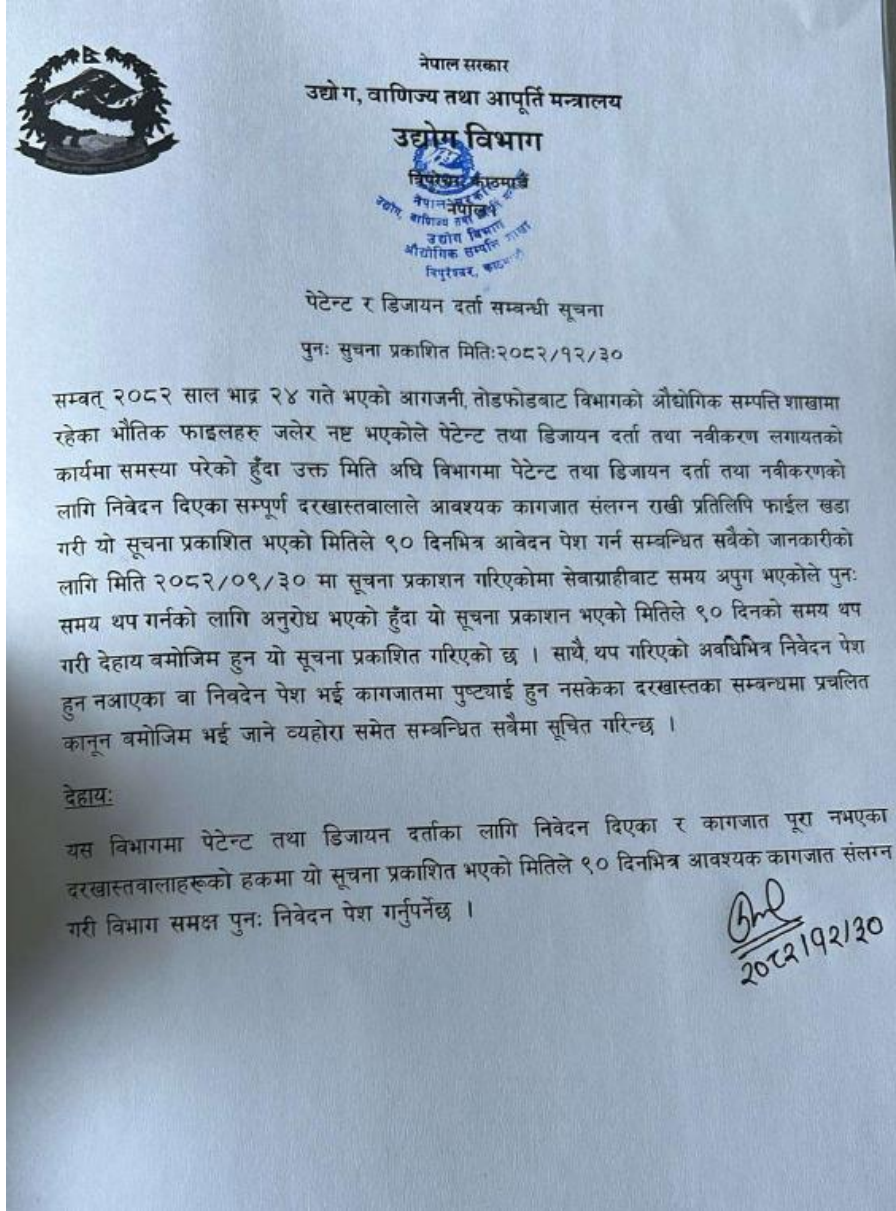 नेपाल सरकार
उद्योग, वाणिज्य तथा आपूर्ति मन्त्रालय
उद्योग विभाग
त्रिपुरेश्वर, काठमाडौं
नेपाल
नेपाल सरकार
उद्योग, वाणिज्य तथा
उद्योग विभाग
औद्योगिक सम्पत्ति शाखा
त्रिपुरेश्वर, काठमाडौं
पेटेन्ट र डिजायन दर्ता सम्बन्धी सूचना
पुनः सुचना प्रकाशित मितिः२०८२/१२/३०
सम्वत् २०८२ साल भाद्र २४ गते भएको आगजनी, तोडफोडबाट विभागको औद्योगिक सम्पत्ति शाखामा
रहेका भौतिक फाइलहरु जलेर नष्ट भएकोले पेटेन्ट तथा डिजायन दर्ता तथा नवीकरण लगायतको
कार्यमा समस्या परेको हुँदा उक्त मिति अघि विभागमा पेटेन्ट तथा डिजायन दर्ता तथा नवीकरणको
लागि निवेदन दिएका सम्पूर्ण दरखास्तवालाले आवश्यक कागजात संलग्न राखी प्रतिलिपि फाईल खडा
गरी यो सूचना प्रकाशित भएको मितिले ९० दिनभित्र आवेदन पेश गर्न सम्बन्धित सबैको जानकारीको
लागि मिति २०८२/०९/३० मा सूचना प्रकाशन गरिएकोमा सेवाग्राहीबाट समय अपुग भएकोले पुनः
समय थप गर्नको लागि अनुरोध भएको हुँदा यो सूचना प्रकाशन भएको मितिले ९० दिनको समय थप
गरी देहाय बमोजिम हुन यो सूचना प्रकाशित गरिएको छ । साथै, थप गरिएको अवधिभित्र निवेदन पेश
हुन नआएका वा निवदेन पेश भई कागजातमा पुष्ट्याई हुन नसकेका दरखास्तका सम्बन्धमा प्रचलित
कानून बमोजिम भई जाने व्यहोरा समेत सम्बन्धित सबैमा सूचित गरिन्छ ।
देहायः
यस विभागमा पेटेन्ट तथा डिजायन दर्ताका लागि निवेदन दिएका र कागजात पूरा नभएका
दरखास्तवालाहरूको हकमा यो सूचना प्रकाशित भएको मितिले ९० दिनभित्र आवश्यक कागजात संलग्न
गरी विभाग समक्ष पुनः निवेदन पेश गर्नुपर्नेछ ।
२०८२।१२।३०